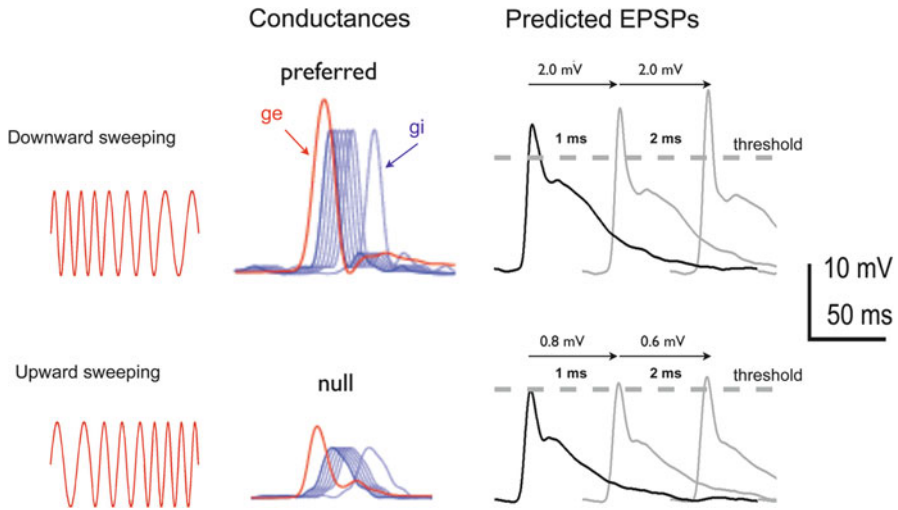 Conductances
Predicted EPSPs
preferred
2.0 mV
2.0 mV
ge
gi
Downward sweeping
1 ms
2 ms
threshold
10 mV
50 ms
0.8 mV
0.6 mV
Upward sweeping
null
1 ms
2 ms
threshold